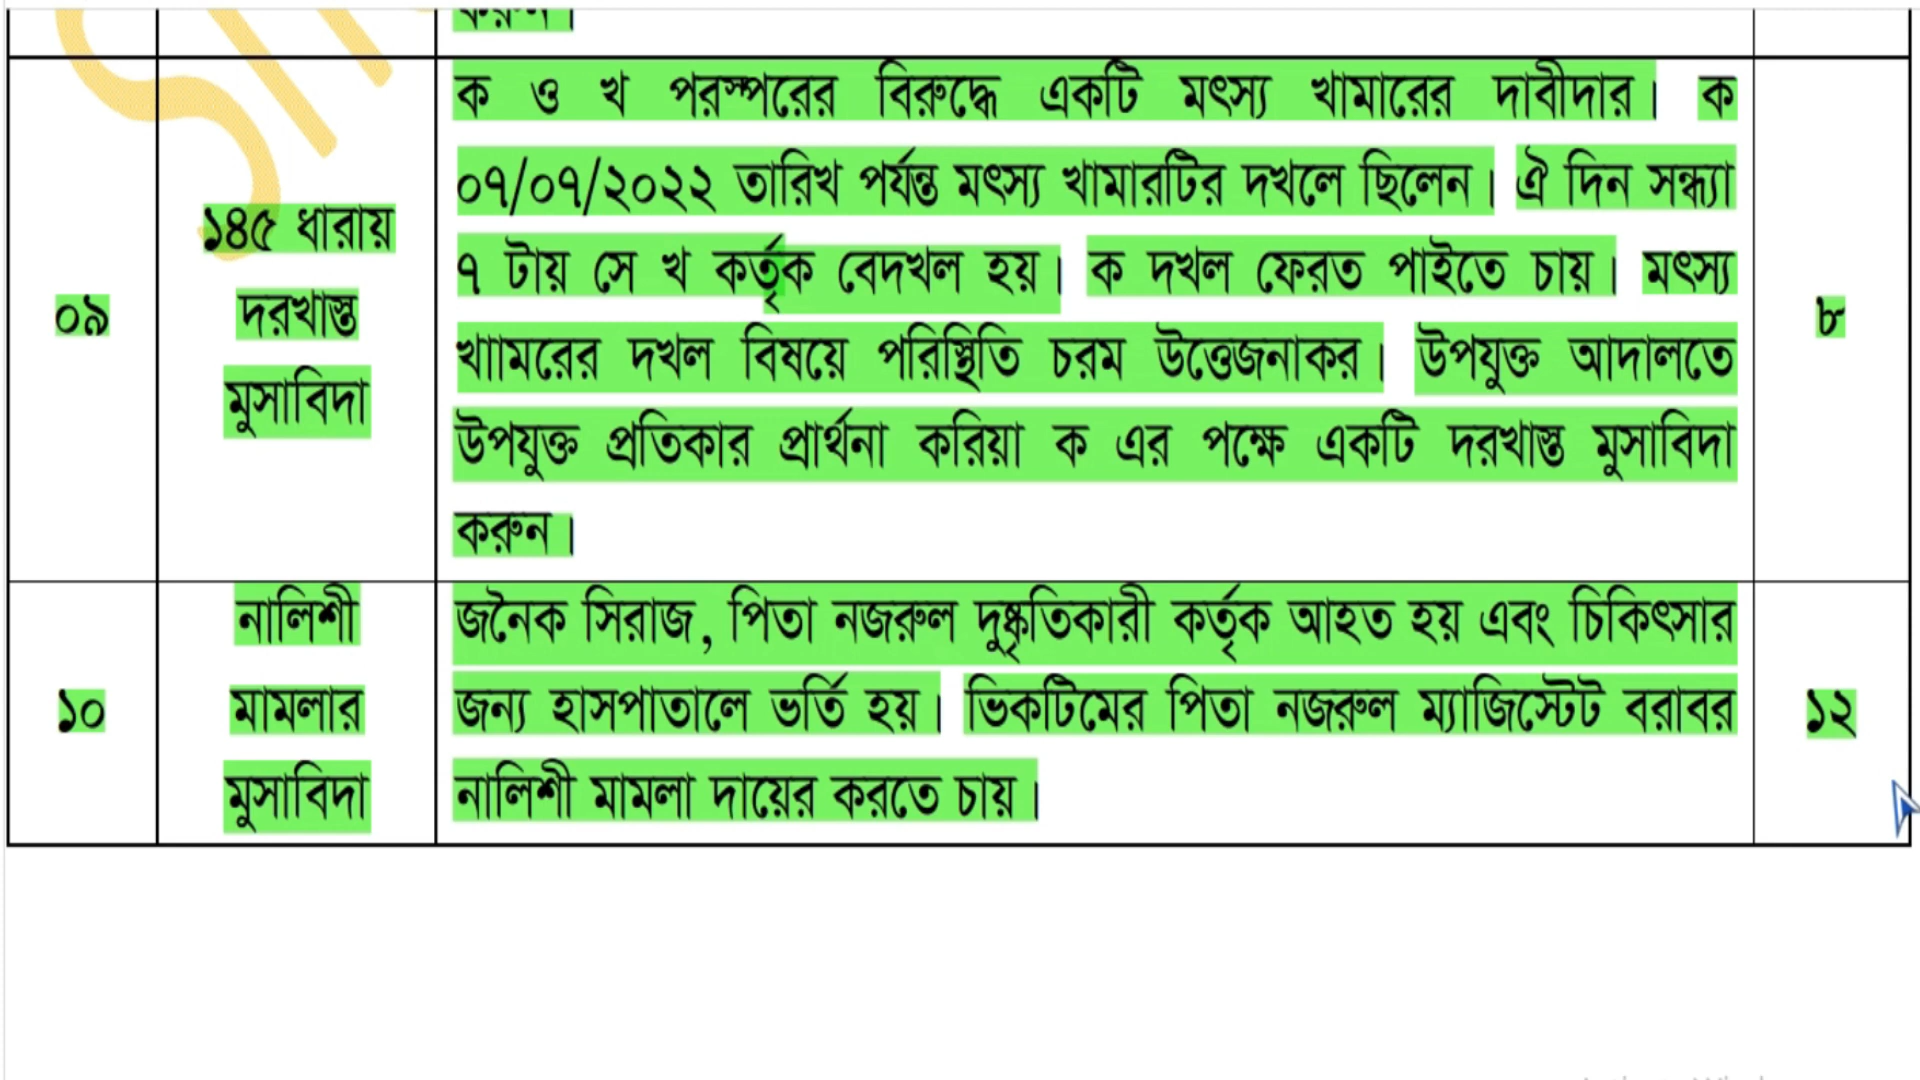 করুন।
০৯
১৪৫ ধারায়
দরখাস্ত
মুসাবিদা
ক ও খ পরস্পরের বিরুদ্ধে একটি মৎস্য খামারের দাবীদার। ক
০৭/০৭/২০২২ তারিখ পর্যন্ত মৎস্য খামারটির দখলে ছিলেন। ঐ দিন সন্ধ্যা
৭ টায় সে খ কর্তৃক বেদখল হয়। ক দখল ফেরত পাইতে চায়। মৎস্য
খাামরের দখল বিষয়ে পরিস্থিতি চরম উত্তেজনাকর। উপযুক্ত আদালতে
উপযুক্ত প্রতিকার প্রার্থনা করিয়া ক এর পক্ষে একটি দরখাস্ত মুসাবিদা
করুন।
৮
১০
নালিশী
মামলার
মুসাবিদা
জনৈক সিরাজ, পিতা নজরুল দুষ্কৃতিকারী কর্তৃক আহত হয় এবং চিকিৎসার
জন্য হাসপাতালে ভর্তি হয়। ভিকটিমের পিতা নজরুল ম্যাজিস্টেট বরাবর
নালিশী মামলা দায়ের করতে চায়।
১২